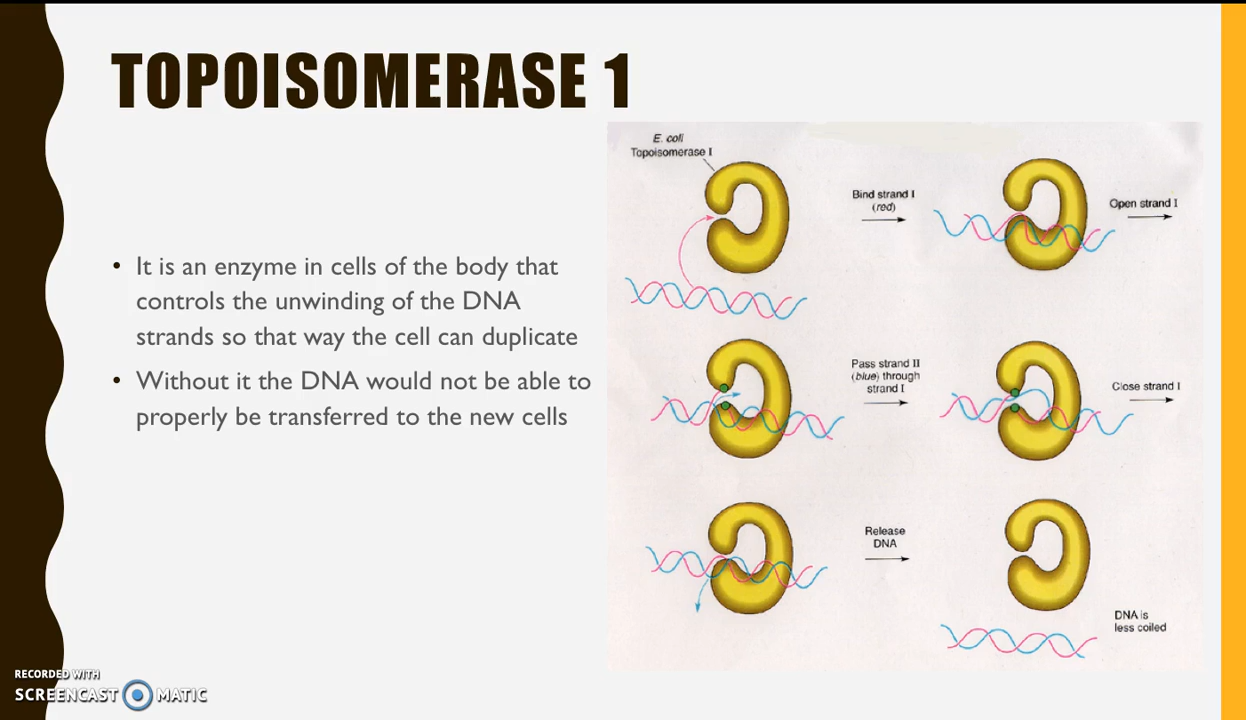 TOPOISOMERASE 1
• It is an enzyme in cells of the body that
controls the unwinding of the DNA
strands so that way the cell can duplicate
• Without it the DNA would not be able to
properly be transferred to the new cells
E. coli
Topoisomerase I
Bind strand I
(red)
Open strand I
Pass strand II
(blue) through
strand I
Close strand I
Release
DNA
DNA is
less coiled
RECORDED WITH
SCREENCAST MATIC